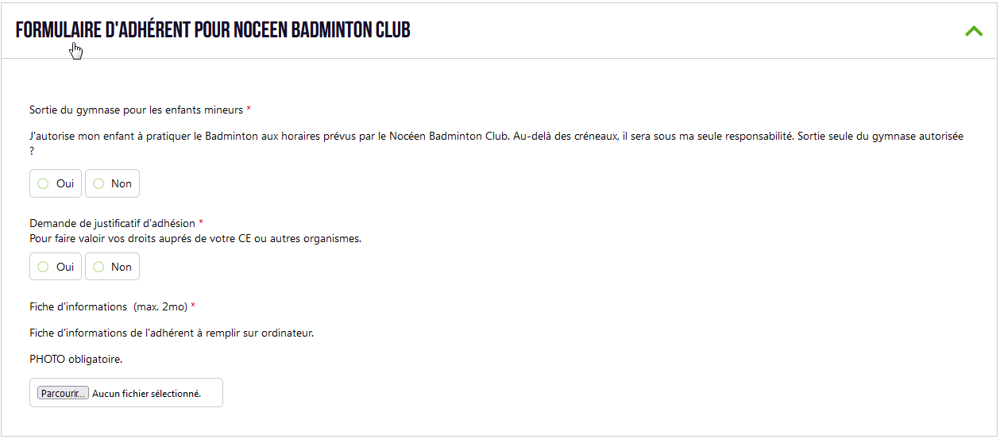 FORMULAIRE D'ADHÉRENT POUR NOCEEN BADMINTON CLUB
Sortie du gymnase pour les enfants mineurs *
J'autorise mon enfant à pratiquer le Badminton aux horaires prévus par le Nocéen Badminton Club. Au-delà des créneaux, il sera sous ma seule responsabilité. Sortie seule du gymnase autorisée
?
Oui Non
Demande de justificatif d'adhésion *
Pour faire valoir vos droits auprés de votre CE ou autres organismes.
Oui Non
Fiche d'informations (max. 2mo) *
Fiche d'informations de l'adhérent à remplir sur ordinateur.
PHOTO obligatoire.
Parcourir... Aucun fichier sélectionné.